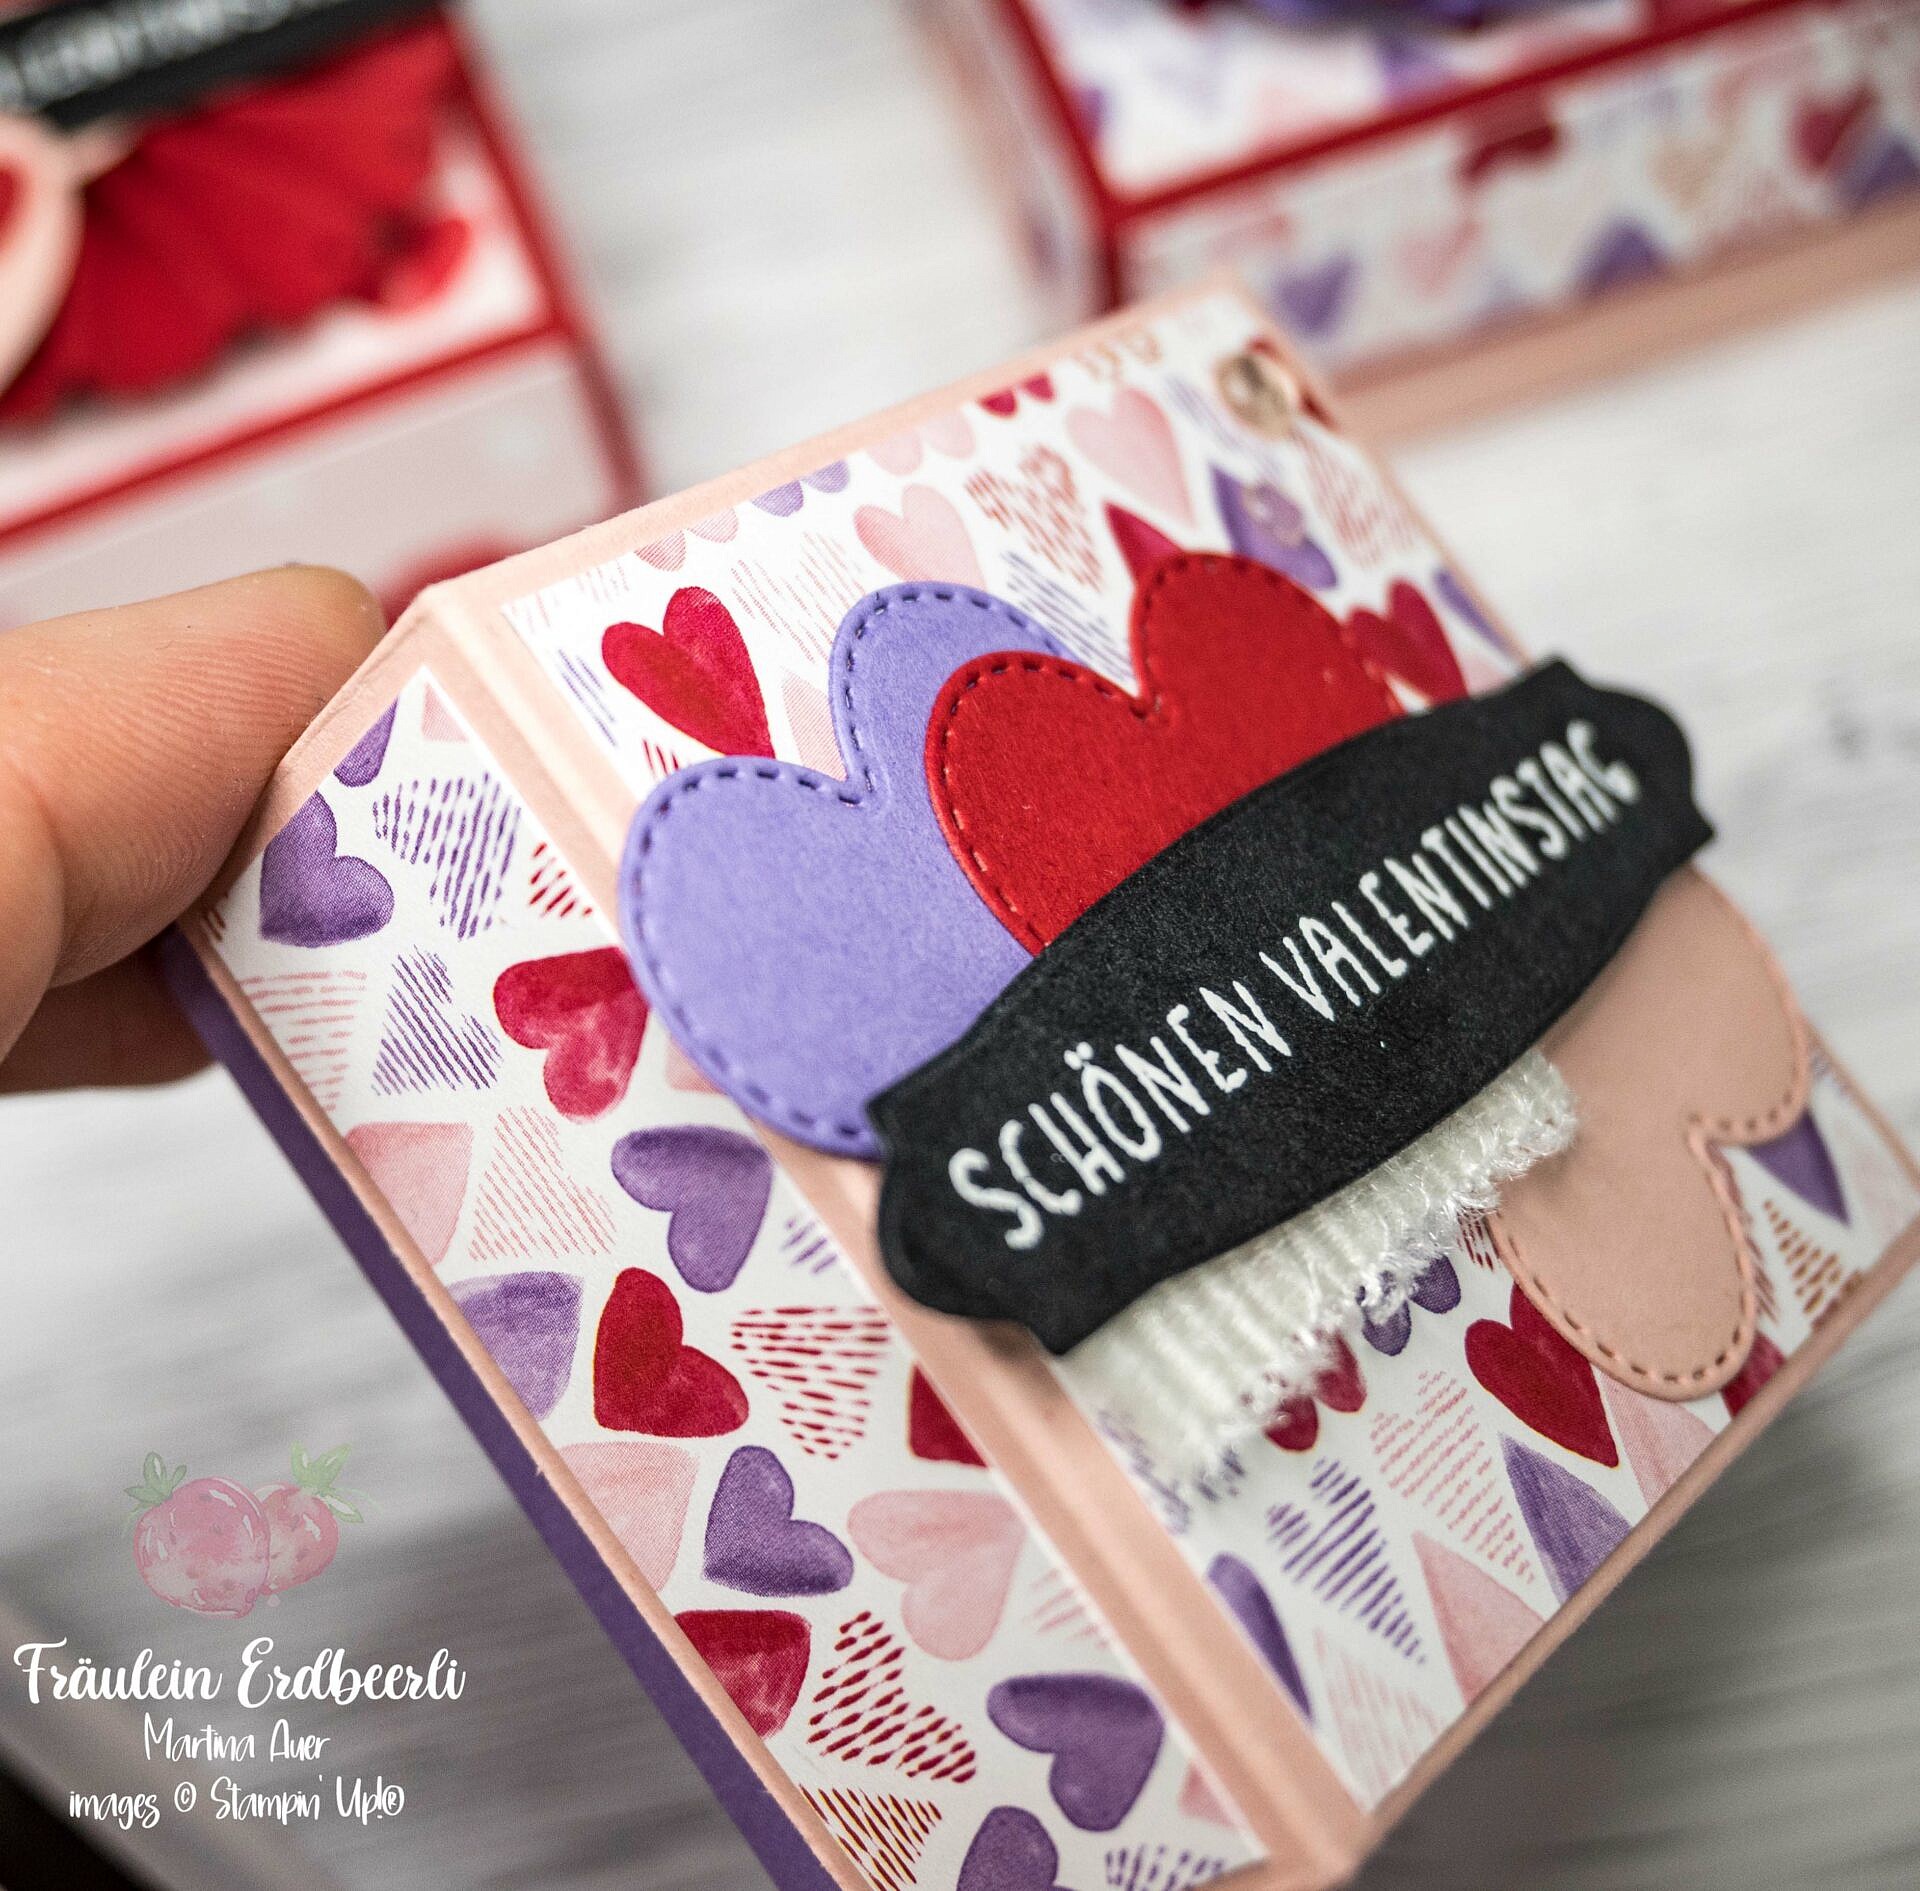 SCHÖNEN VALENTINSTAG
Fräulein Erdbeerli
Martina Auer
images © Stampin' Up!®